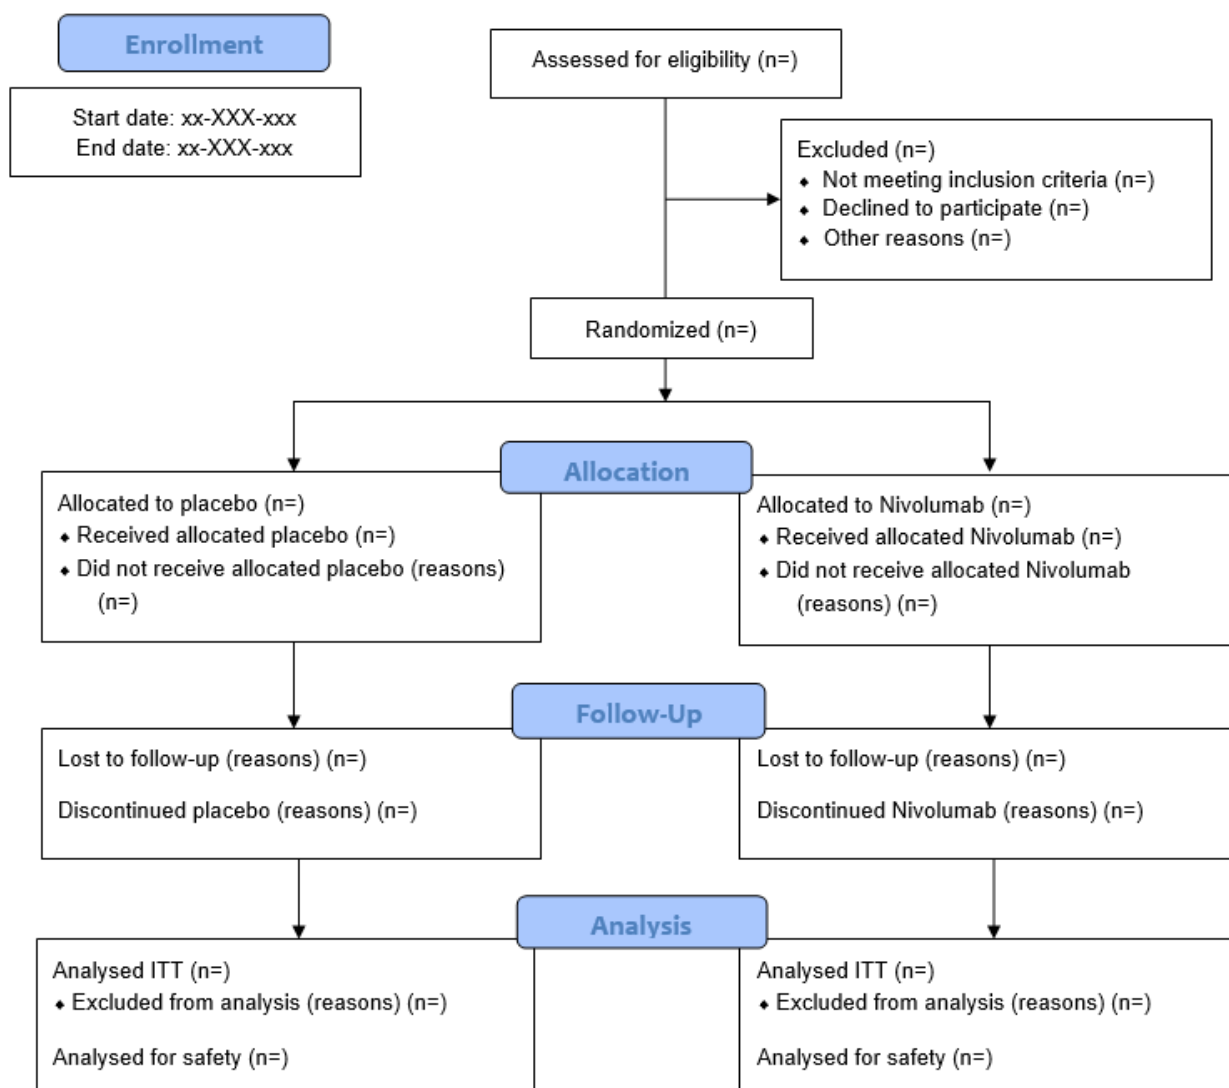 Enrollment
Start date: xx-XXX-xxx
End date: xx-XXX-xxx
Assessed for eligibility (n=)
Excluded (n=)
⬥ Not meeting inclusion criteria (n=)
⬥ Declined to participate (n=)
⬥ Other reasons (n=)
Randomized (n=)
Allocation
Allocated to placebo (n=)
⬥ Received allocated placebo (n=)
⬥ Did not receive allocated placebo (reasons)
(n=)
Allocated to Nivolumab (n=)
⬥ Received allocated Nivolumab (n=)
⬥ Did not receive allocated Nivolumab
(reasons) (n=)
Follow-Up
Lost to follow-up (reasons) (n=)
Discontinued placebo (reasons) (n=)
Lost to follow-up (reasons) (n=)
Discontinued Nivolumab (reasons) (n=)
Analysis
Analysed ITT (n=)
⬥ Excluded from analysis (reasons) (n=)
Analysed for safety (n=)
Analysed ITT (n=)
⬥ Excluded from analysis (reasons) (n=)
Analysed for safety (n=)